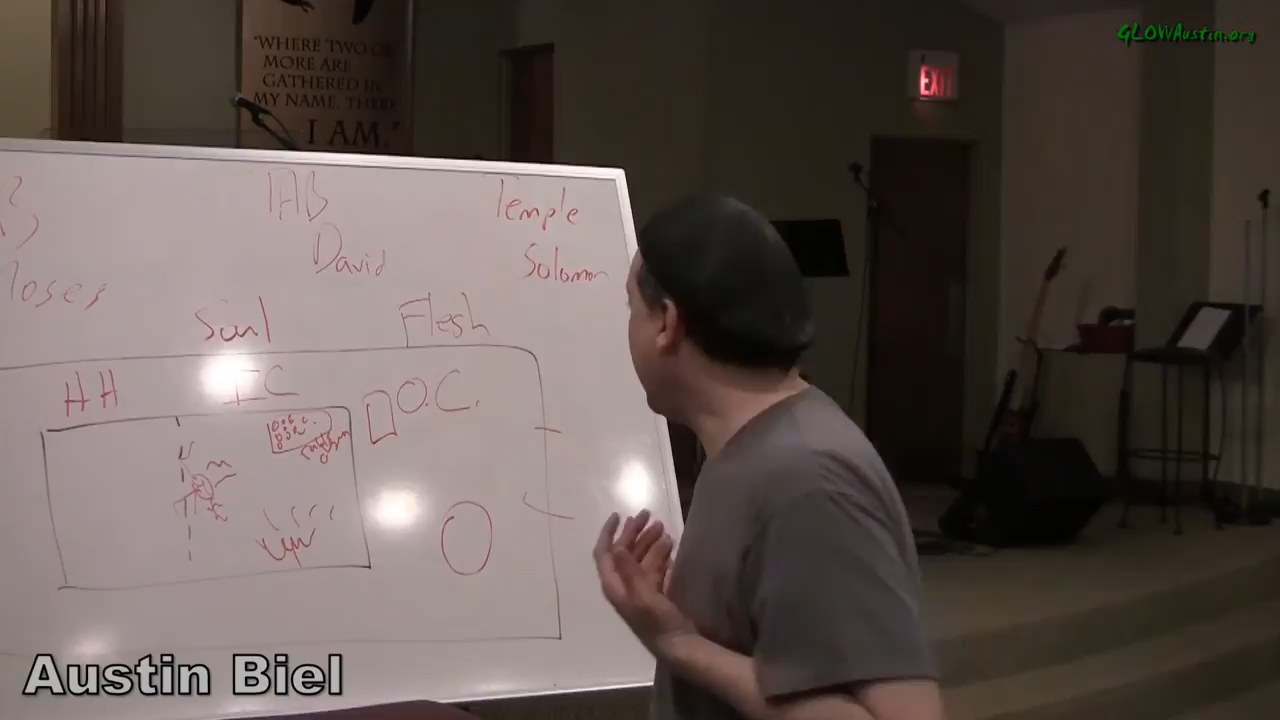 GLOWAustin.org
"WHERE TWO OR
MORE ARE
GATHERED IN
MY NAME, THERE
I AM."
EXIT
TAB
Temple
David
Solomon
Moses
Soul
Flesh
HH
IC
O.C.
Austin Biel